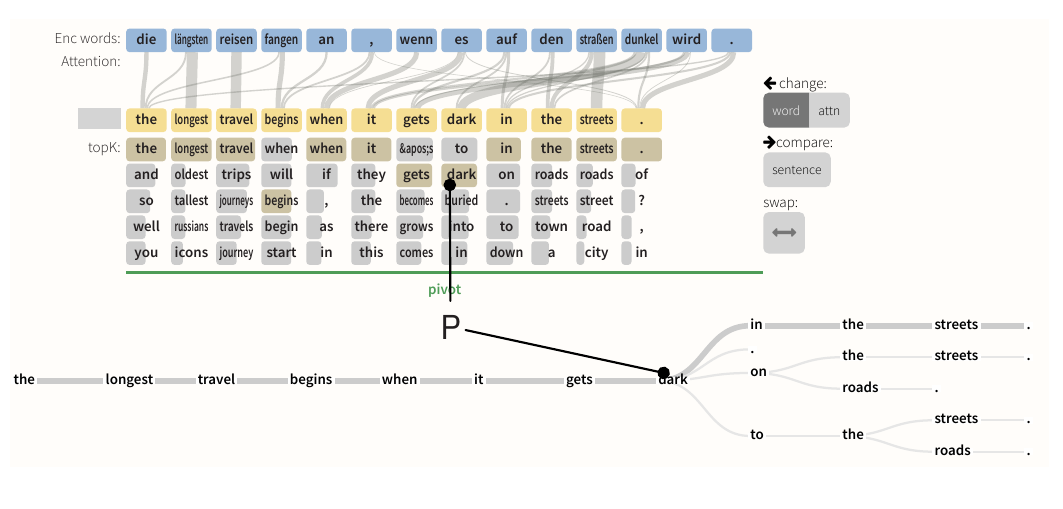 Enc words: die längsten reisen fangen an , wenn es auf den straßen dunkel wird .
Attention:
the longest travel begins when it gets dark in the streets .
topK: the longest travel when when it &apos;s to in the streets .
and oldest trips will if they gets dark on roads roads of
so tallest journeys begins , the becomes buried . streets street ?
well russians travels begin as there grows into to town road ,
you icons journey start in this comes in down a city in
change:
word attn
compare:
sentence
swap:
pivot
P
the longest travel begins when it gets dark
in the streets .
.
on the streets .
roads .
to the streets .
roads .